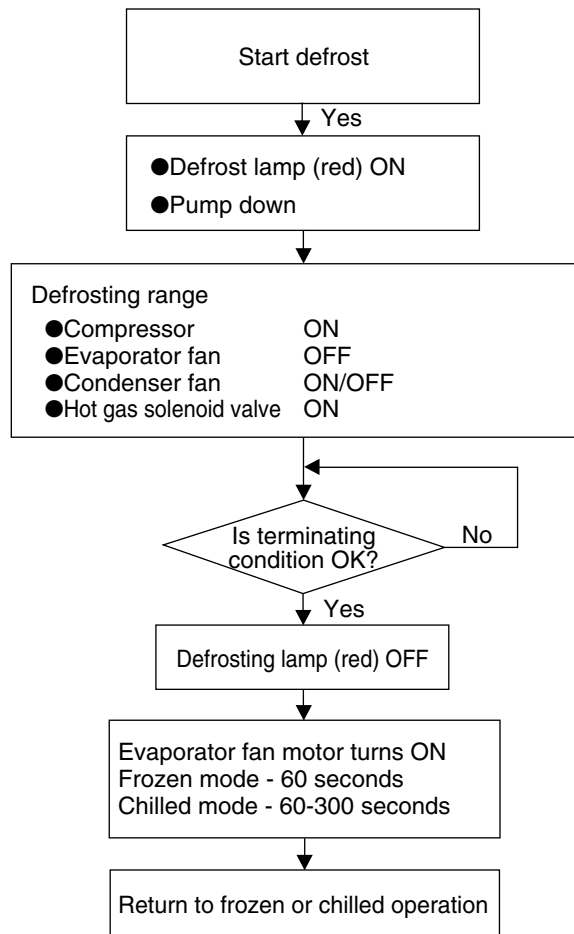 Start defrost
Yes
●Defrost lamp (red) ON
●Pump down
Defrosting range
●Compressor ON
●Evaporator fan OFF
●Condenser fan ON/OFF
●Hot gas solenoid valve ON
Is terminating
condition OK?
No
Yes
Defrosting lamp (red) OFF
Evaporator fan motor turns ON
Frozen mode - 60 seconds
Chilled mode - 60-300 seconds
Return to frozen or chilled operation